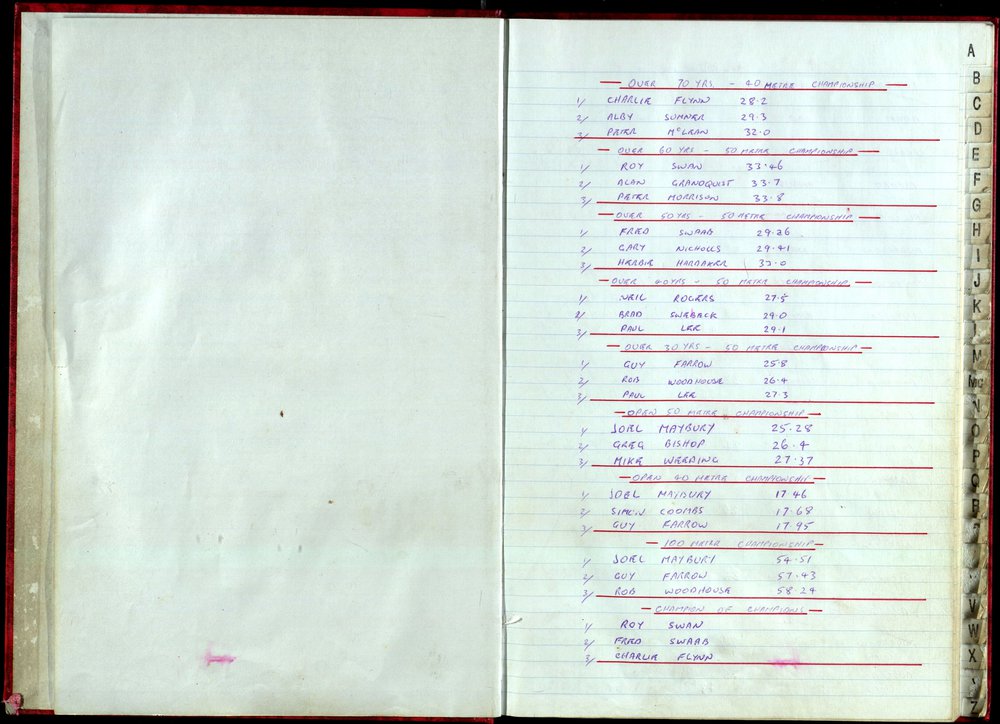 — OVER 70 YRS. — 40 METRE CHAMPIONSHIP —
1/ CHARLIE FLYNN 28.2
2/ ALBY SUMNER 29.3
3/ PETER McLEAN 32.0
— OVER 60 YRS — 50 METRE CHAMPIONSHIP —
1/ ROY SWAN 33.46
2/ ALAN GRANDQUIST 33.7
3/ PETER MORRISON 33.8
— OVER 50 YRS — 50 METRE CHAMPIONSHIP —
1/ FRED SWAAB 29.26
2/ GARY NICHOLLS 29.41
3/ HERBIE HARBAKER 33.0
— OVER 40 YRS — 50 METRE CHAMPIONSHIP —
1/ NEIL ROGERS 27.5
2/ BRAD SWEBACK 29.0
3/ PAUL LEE 29.1
— OVER 30 YRS — 50 METRE CHAMPIONSHIP —
1/ GUY FARROW 25.8
2/ ROB WOODHOUSE 26.4
3/ PAUL LEE 27.3
— OPEN 50 METRE CHAMPIONSHIP —
1/ JOEL MAYBURY 25.28
2/ GREG BISHOP 26.4
3/ MIKE 27.37
— OPEN 40 METRE CHAMPIONSHIP —
1/ JOEL MAYBURY 17.46
2/ SIMON COOMBS 17.68
3/ GUY FARROW 17.95
— 100 METRE CHAMPIONSHIP —
1/ JOEL MAYBURY 54.51
2/ GUY FARROW 57.43
3/ ROB WOODHOUSE 58.24
— CHAMPION OF CHAMPIONS —
1/ ROY SWAN
2/ FRED SWAAB
3/ CHARLIE FLYNN
A
B
C
D
E
F
G
H
I
J
K
M
Mc
N
O
P
Q
R
V
W
X
Z